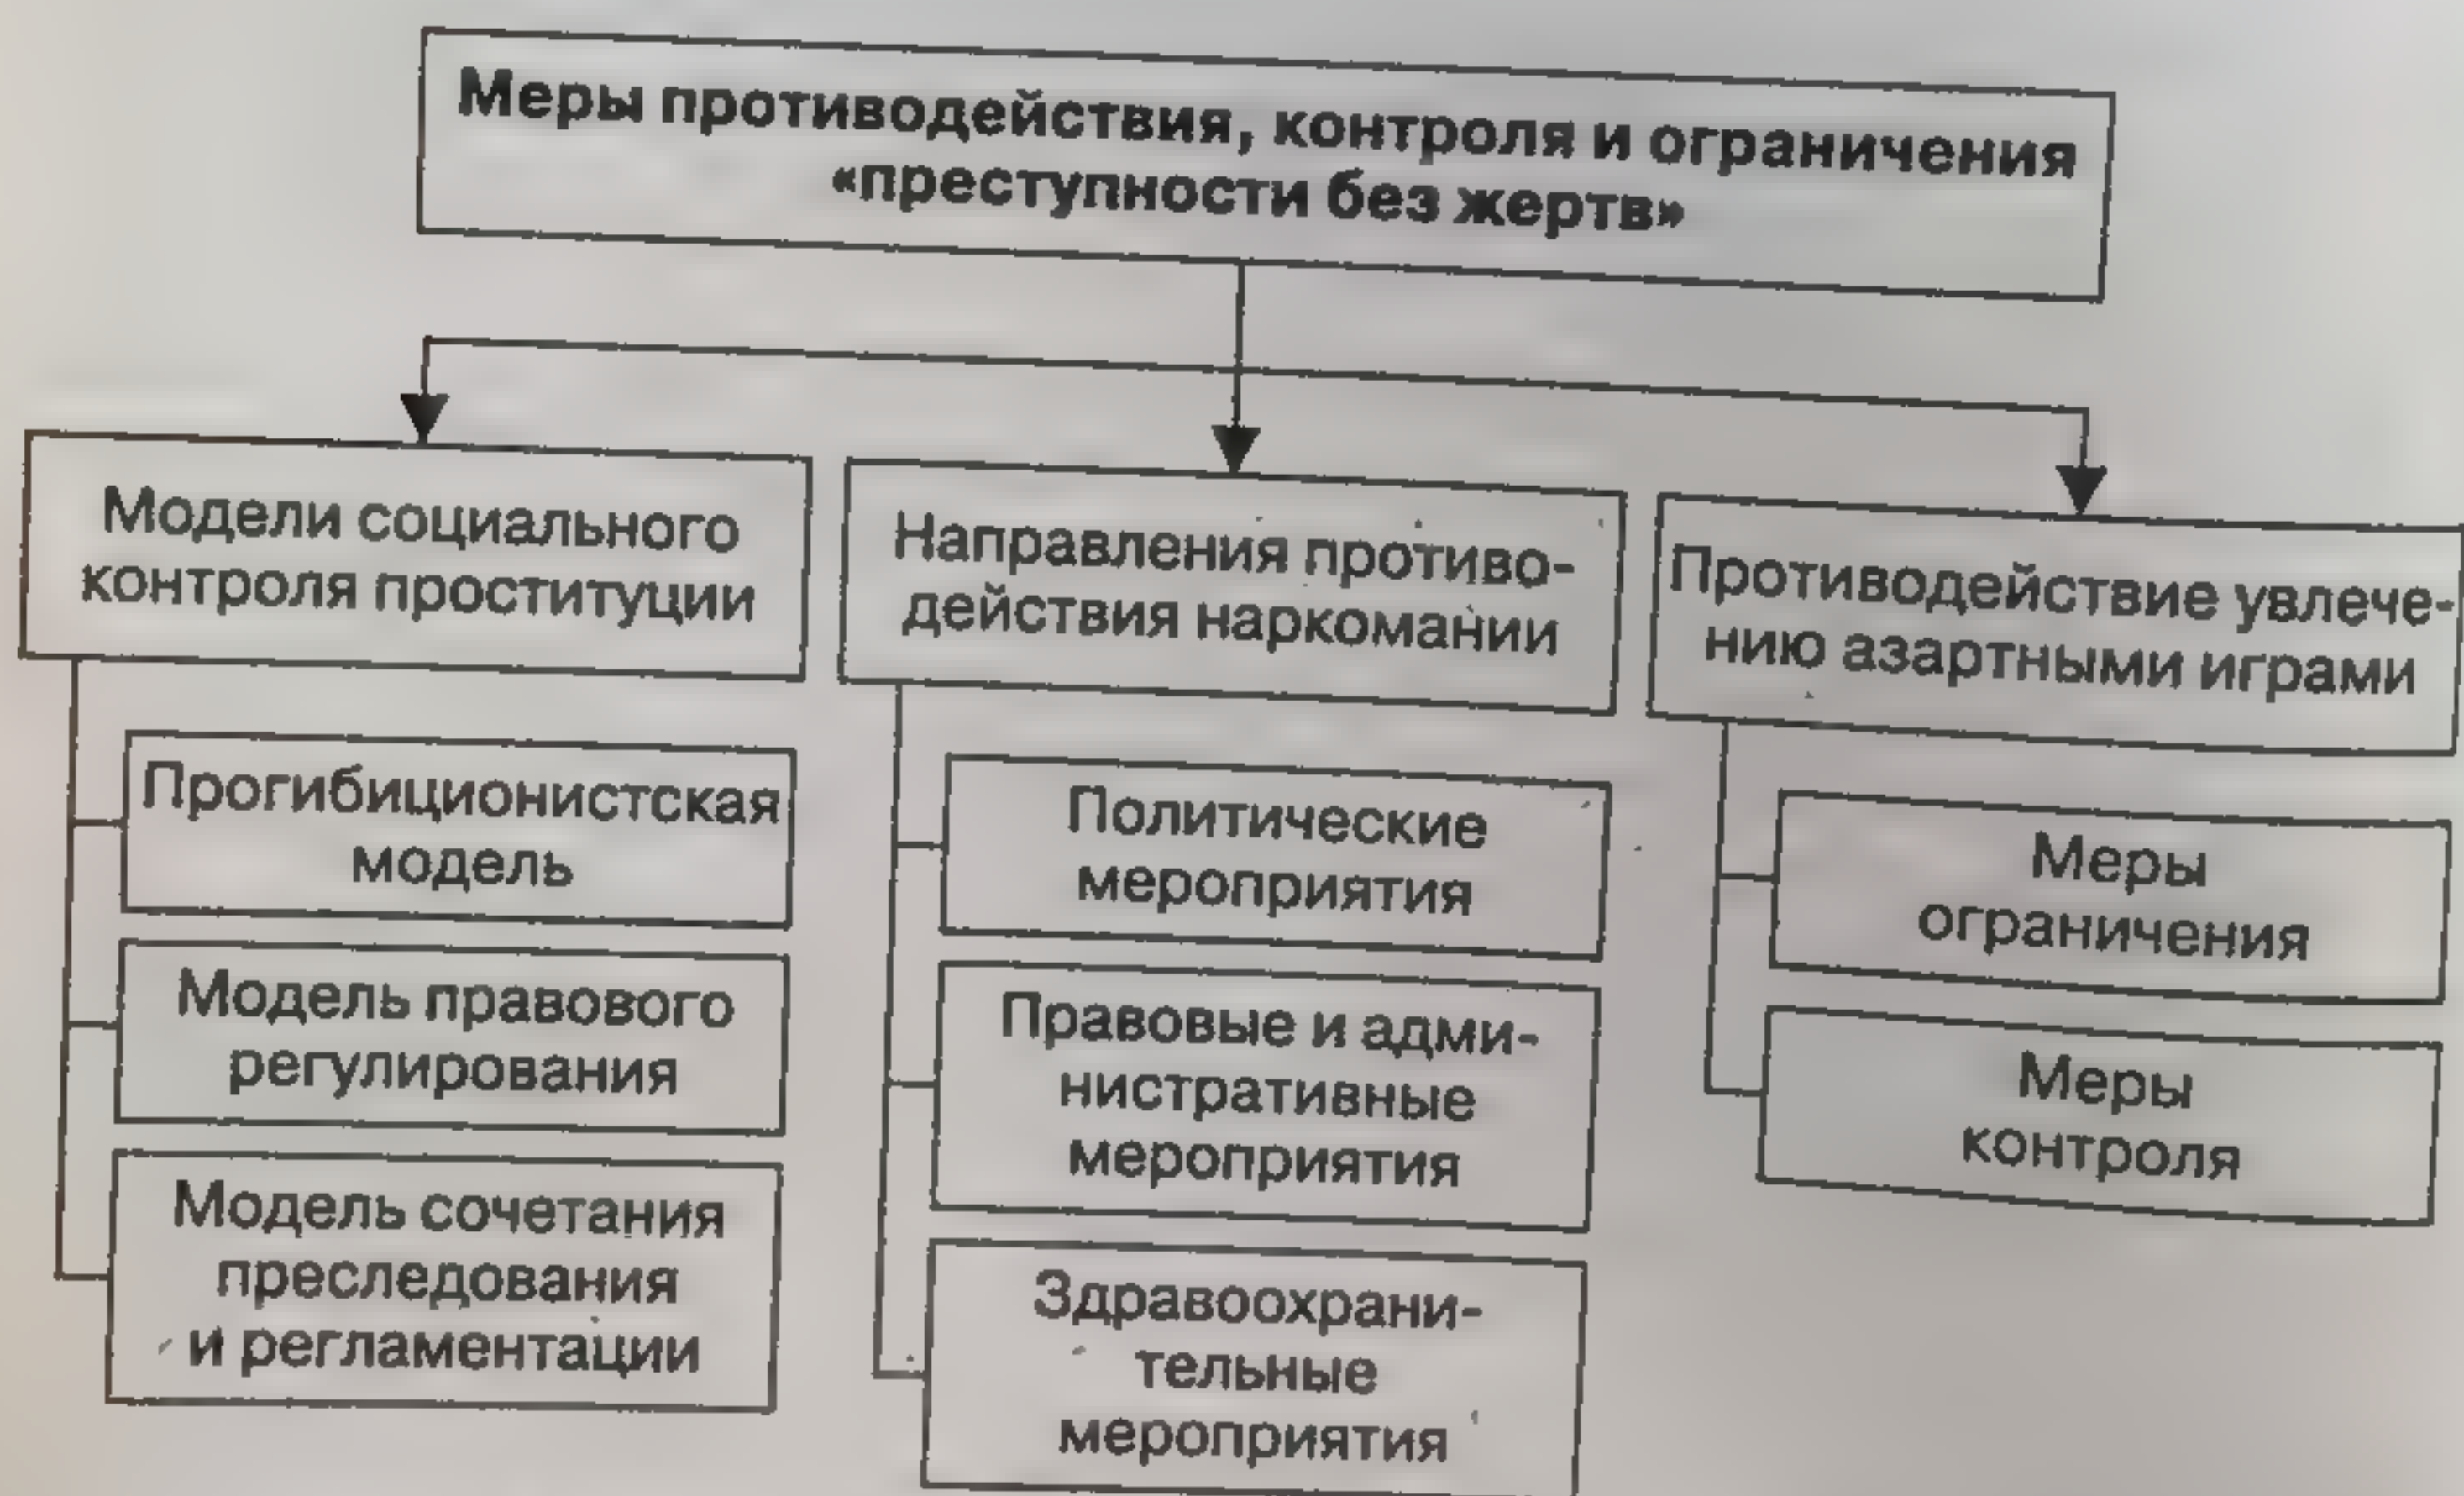 Меры противодействия, контроля и ограничения
«преступности без жертв»
Модели социального
контроля проституции
Прогибиционистская
модель
Модель правового
регулирования
Модель сочетания
преследования
и регламентации
Направления противо-
действия наркомании
Политические
мероприятия
Правовые и адми-
нистративные
мероприятия
Здравоохрани-
тельные
мероприятия
Противодействие увлече-
нию азартными играми
Меры
ограничения
Меры
контроля